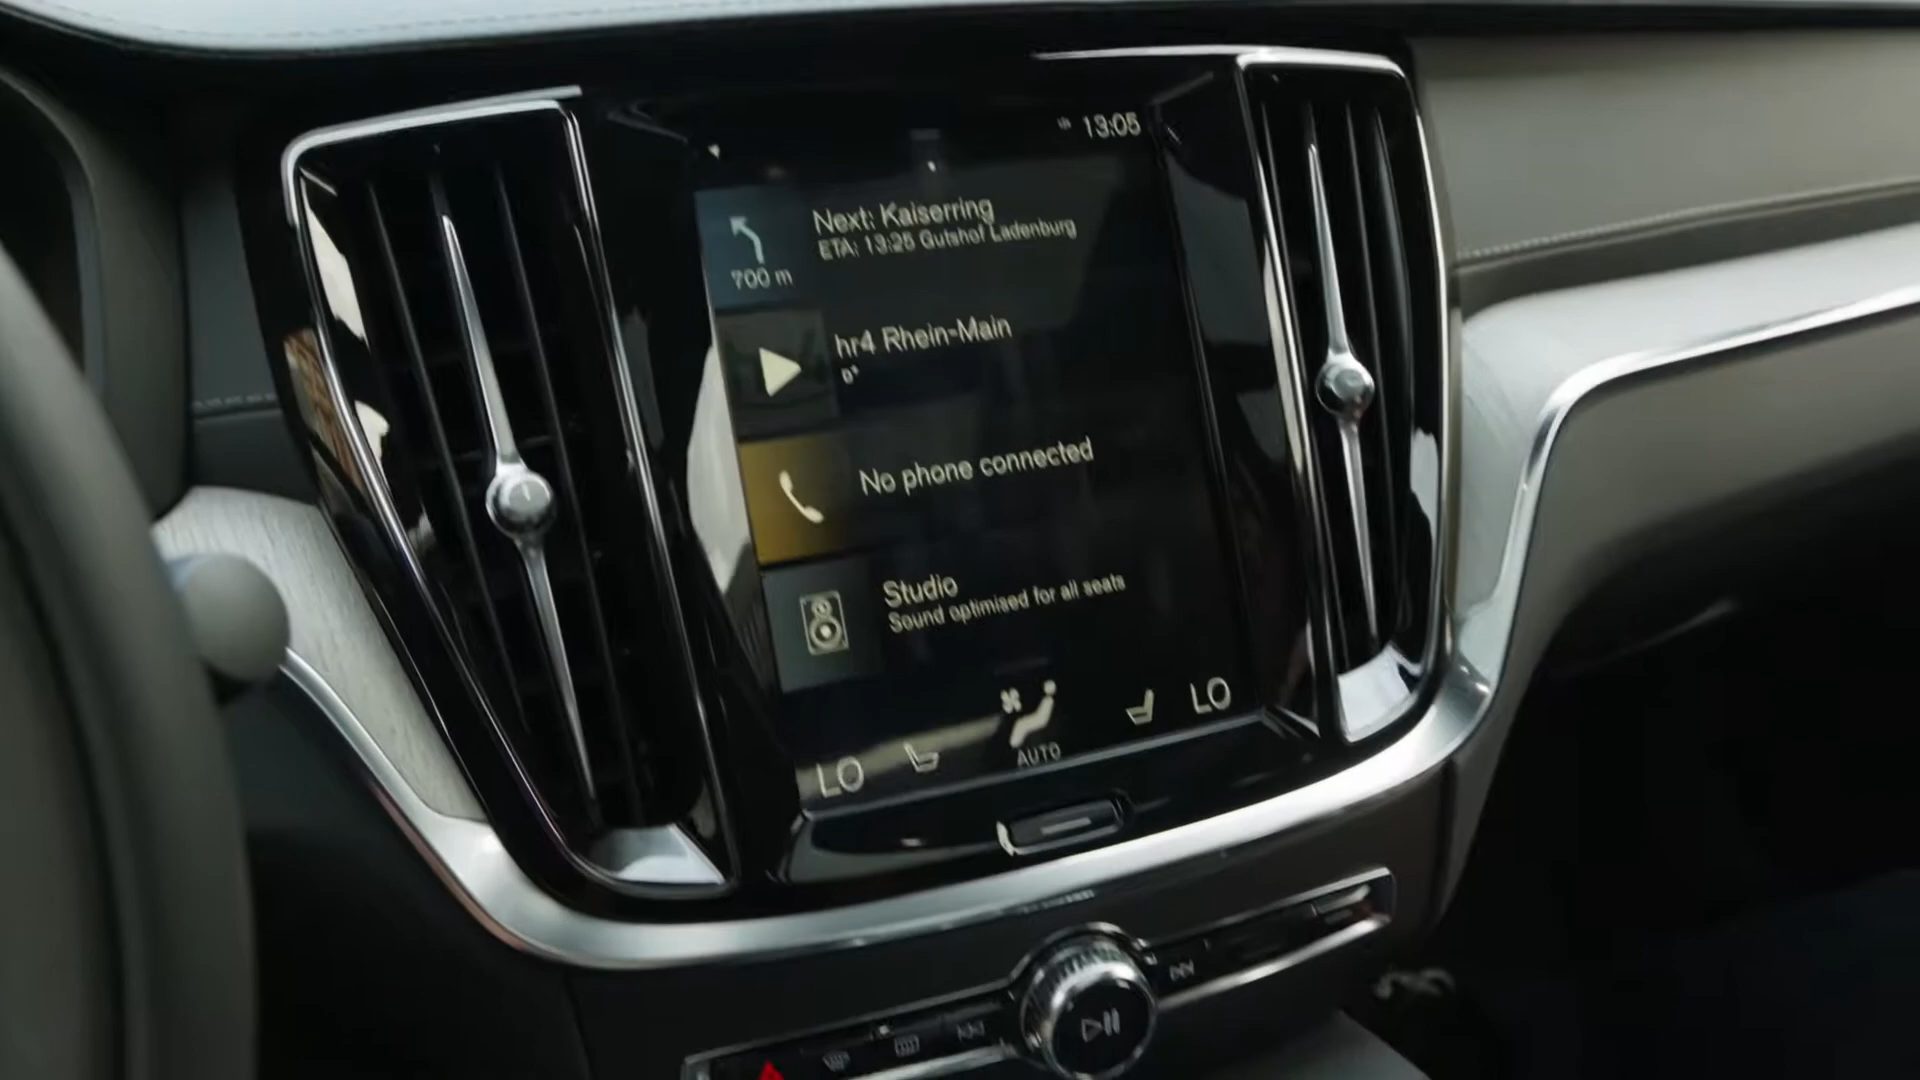 13:05
Next: Kaiserring
ETA: 13:25 Gutshof Ladenburg
700 m
hr4 Rhein-Main
No phone connected
Studio
Sound optimised for all seats
LO
AUTO
LO